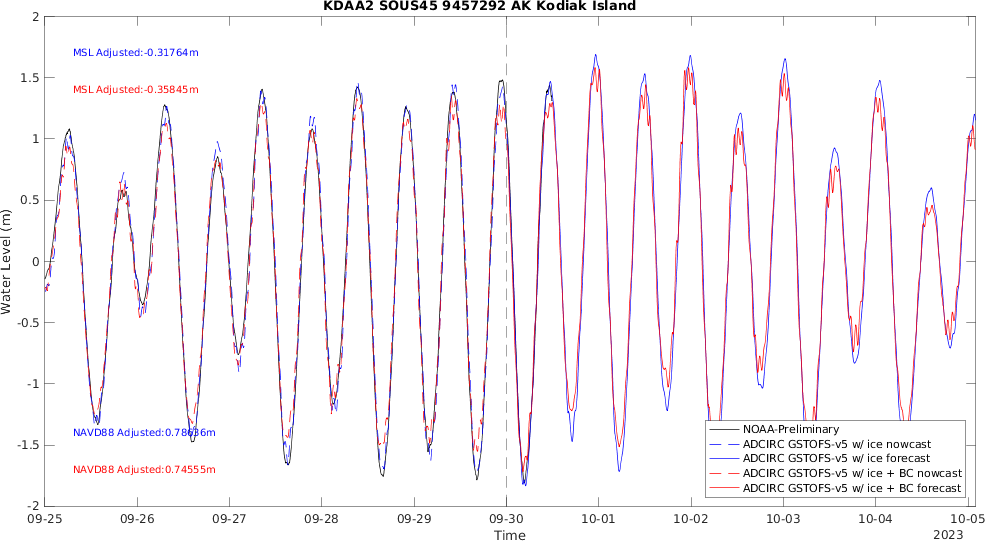 KDAA2 SOUS45 9457292 AK Kodiak Island
2
1.5
1
0.5
0
-0.5
-1
-1.5
-2
Water Level (m)
MSL Adjusted:-0.31764m
MSL Adjusted:-0.35845m
NAVD88 Adjusted:0.78636m
NAVD88 Adjusted:0.74555m
NOAA-Preliminary
ADCIRC GSTOFS-v5 w/ ice nowcast
ADCIRC GSTOFS-v5 w/ ice forecast
ADCIRC GSTOFS-v5 w/ ice + BC nowcast
ADCIRC GSTOFS-v5 w/ ice + BC forecast
09-25 09-26 09-27 09-28 09-29 09-30 10-01 10-02 10-03 10-04 10-05
Time
2023